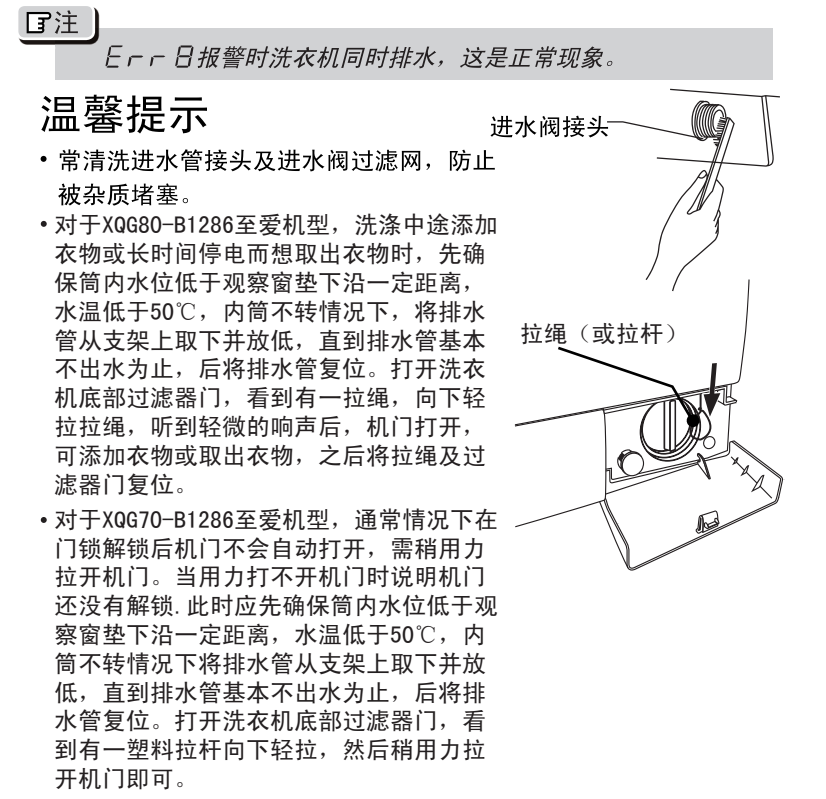 注
Err8报警时洗衣机同时排水，这是正常现象。
温馨提示
• 常清洗进水管接头及进水阀过滤网，防止
被杂质堵塞。
• 对于XQG80-B1286至爱机型，洗涤中途添加
衣物或长时间停电而想取出衣物时，先确
保筒内水位低于观察窗垫下沿一定距离，
水温低于50℃，内筒不转情况下，将排水
管从支架上取下并放低，直到排水管基本
不出水为止，后将排水管复位。打开洗衣
机底部过滤器门，看到有一拉绳，向下轻
拉拉绳，听到轻微的响声后，机门打开，
可添加衣物或取出衣物，之后将拉绳及过
滤器门复位。
• 对于XQG70-B1286至爱机型，通常情况下在
门锁解锁后机门不会自动打开，需稍用力
拉开机门。当用力打不开机门时说明机门
还没有解锁.此时应先确保筒内水位低于观
察窗垫下沿一定距离，水温低于50℃，内
筒不转情况下将排水管从支架上取下并放
低，直到排水管基本不出水为止，后将排
水管复位。打开洗衣机底部过滤器门，看
到有一塑料拉杆向下轻拉，然后稍用力拉
开机门即可。
进水阀接头
拉绳（或拉杆）